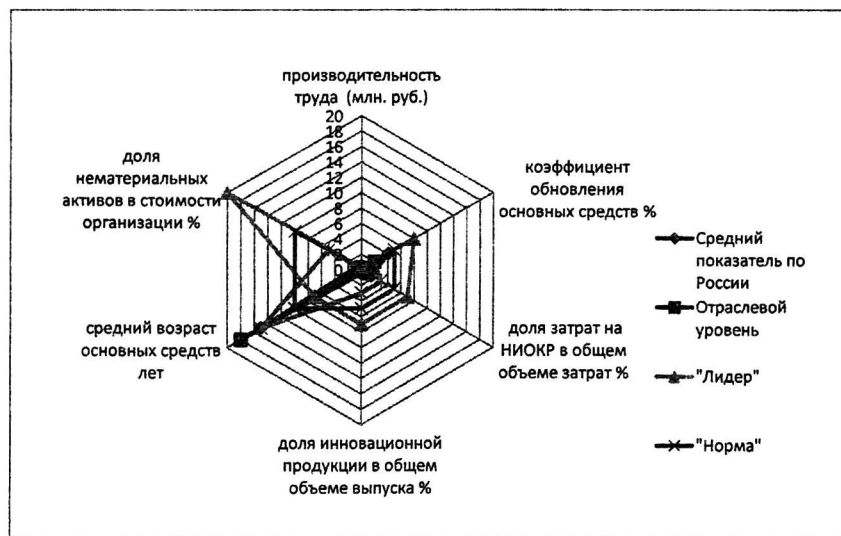 производительность
труда (млн. руб.)
20
18
16
14
12
10
8
6
4
2
0
коэффициент
обновления
основных средств %
доля затрат на
НИОКР в общем
объеме затрат %
доля инновационной
продукции в общем
объеме выпуска %
средний возраст
основных средств
лет
доля
нематериальных
активов в стоимости
организации %
Средний
показатель по
России
Отраслевой
уровень
"Лидер"
"Норма"